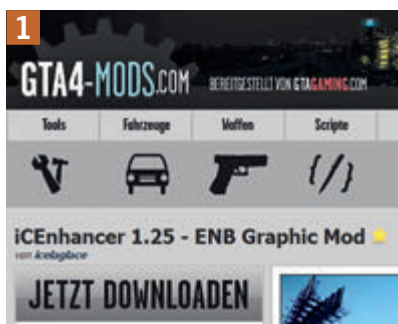 1
GTA4-MODS.COM BEREITGESTELLT VON GTAGAMING.COM
Tools Fahrzeuge Waffen Scripte
{/}
iCEnhancer 1.25 - ENB Graphic Mod
von icelaglace
JETZT DOWNLOADEN